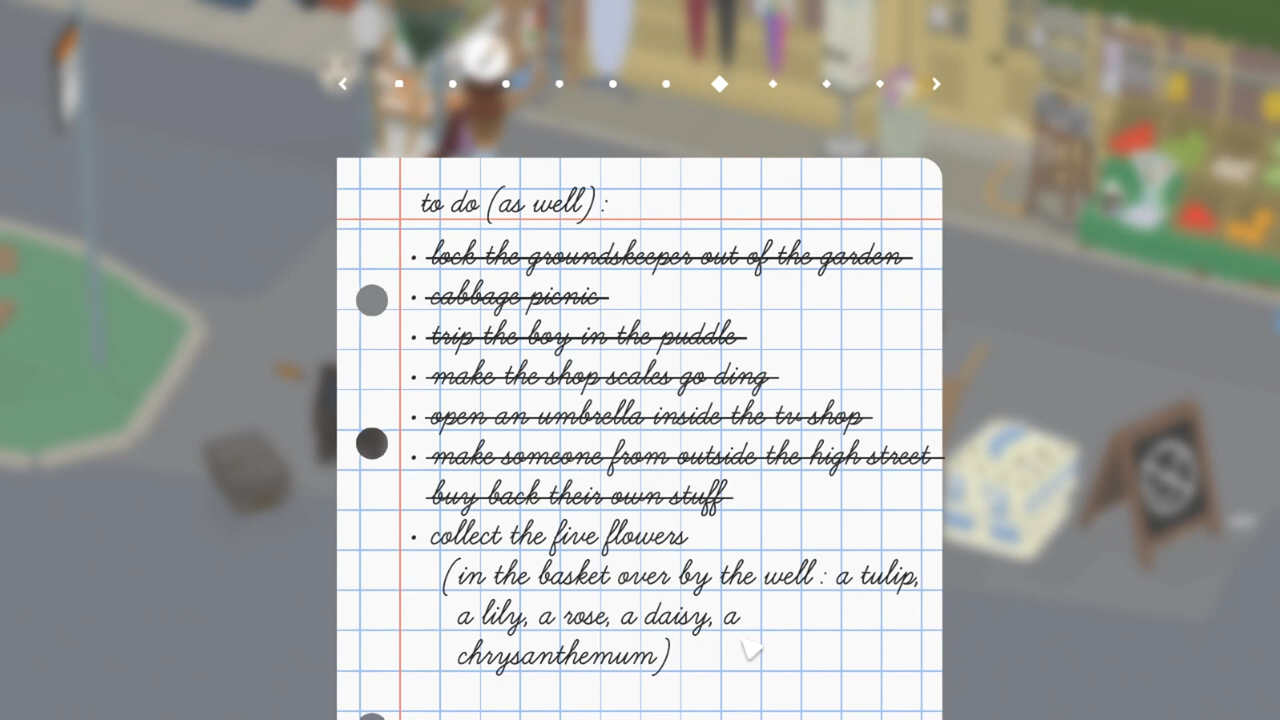 to do (as well) :
• lock the groundskeeper out of the garden
• cabbage picnic
• trip the boy in the puddle
• make the shop scales go ding
• open an umbrella inside the tv shop
• make someone from outside the high street
buy back their own stuff
• collect the five flowers
(in the basket over by the well : a tulip,
a lily, a rose, a daisy, a
chrysanthemum)